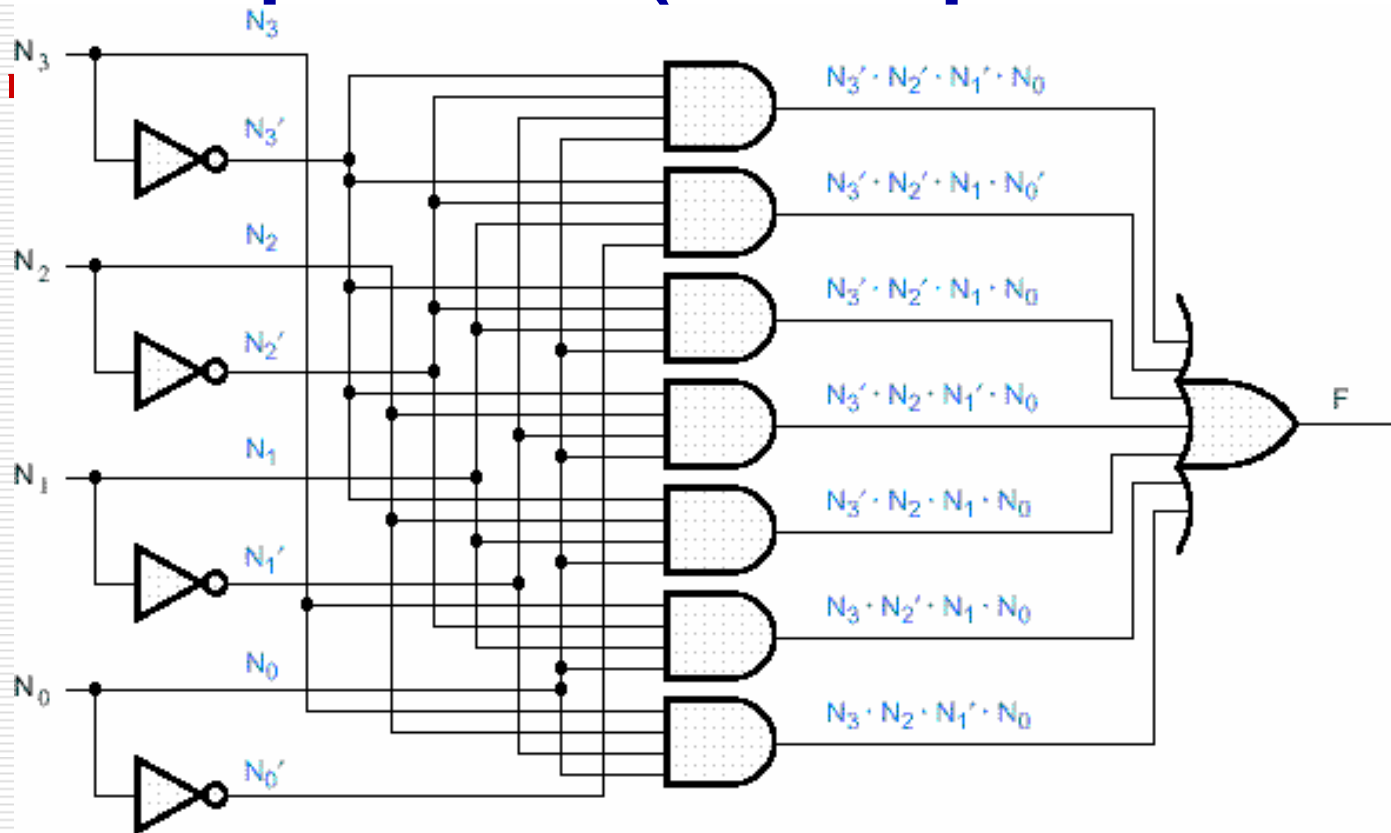 N3
N3
N3′
N3′ · N2′ · N1′ · N0
N3′ · N2′ · N1 · N0′
N2
N2
N3′ · N2′ · N1 · N0
N2′
N3′ · N2 · N1′ · N0
F
N1
N1
N3′ · N2 · N1 · N0
N1′
N3 · N2′ · N1 · N0
N0
N0
N3 · N2 · N1′ · N0
N0′